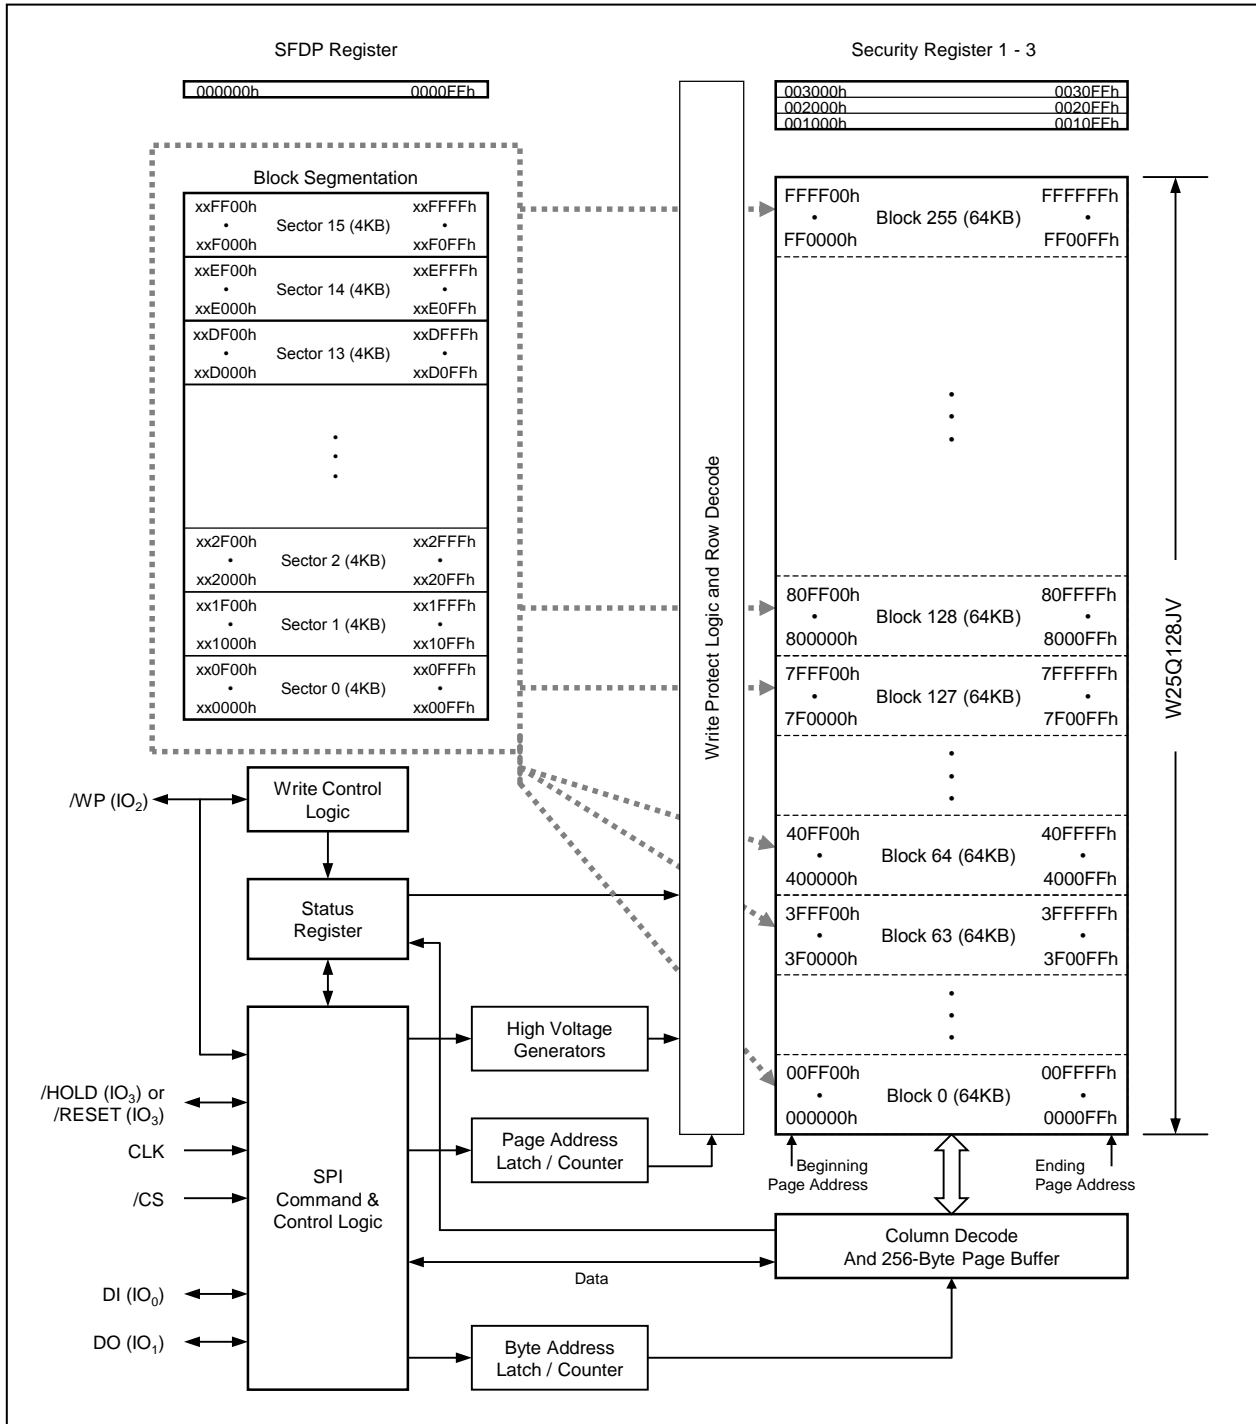 SFDP Register
000000h 0000FFh
Security Register 1 - 3
003000h 0030FFh
002000h 0020FFh
001000h 0010FFh
Block Segmentation
xxFF00h xxFFFFh
• Sector 15 (4KB) •
xxF000h xxF0FFh
xxEF00h xxEFFFh
• Sector 14 (4KB) •
xxE000h xxE0FFh
xxDF00h xxDFFFh
• Sector 13 (4KB) •
xxD000h xxD0FFh
xx2F00h xx2FFFh
• Sector 2 (4KB) •
xx2000h xx20FFh
xx1F00h xx1FFFh
• Sector 1 (4KB) •
xx1000h xx10FFh
xx0F00h xx0FFFh
• Sector 0 (4KB) •
xx0000h xx00FFh
Write Protect Logic and Row Decode
FFFF00h FFFFFFh
• Block 255 (64KB) •
FF0000h FF00FFh
80FF00h 80FFFFh
• Block 128 (64KB) •
800000h 8000FFh
7FFF00h 7FFFFFh
• Block 127 (64KB) •
7F0000h 7F00FFh
40FF00h 40FFFFh
• Block 64 (64KB) •
400000h 4000FFh
3FFF00h 3FFFFFh
• Block 63 (64KB) •
3F0000h 3F00FFh
00FF00h 00FFFFh
• Block 0 (64KB) •
000000h 0000FFh
W25Q128JV
Beginning
Page Address
Ending
Page Address
/WP (IO2)
Write Control
Logic
Status
Register
/HOLD (IO3) or
/RESET (IO3)
CLK
/CS
DI (IO0)
DO (IO1)
SPI
Command &
Control Logic
High Voltage
Generators
Page Address
Latch / Counter
Column Decode
And 256-Byte Page Buffer
Data
Byte Address
Latch / Counter